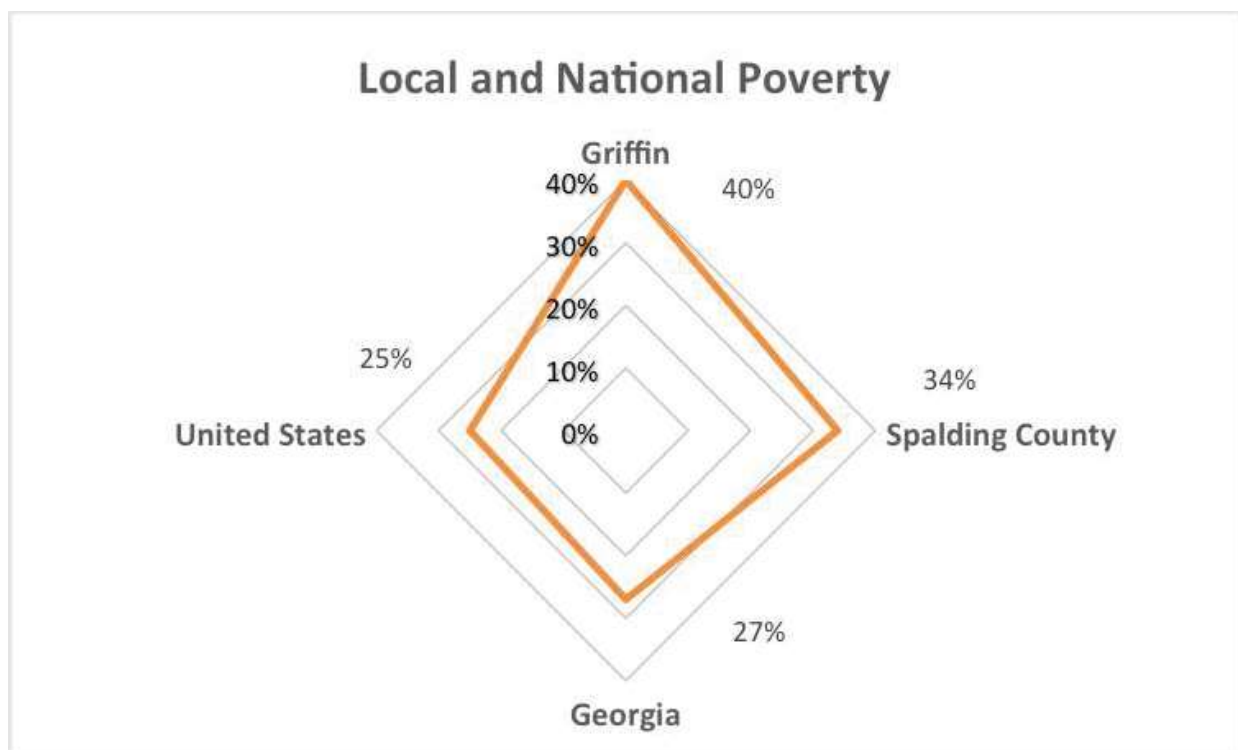 Local and National Poverty
Griffin
40%
40%
30%
20%
25%
10%
34%
United States
0%
Spalding County
27%
Georgia